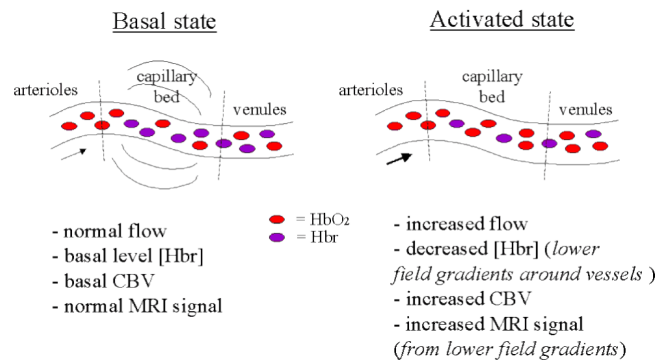 Basal state
Activated state
capillary
bed
arterioles
venules
capillary
bed
arterioles
venules
= HbO₂
= Hbr
- normal flow
- basal level [Hbr]
- basal CBV
- normal MRI signal
- increased flow
- decreased [Hbr] (lower
field gradients around vessels )
- increased CBV
- increased MRI signal
(from lower field gradients)